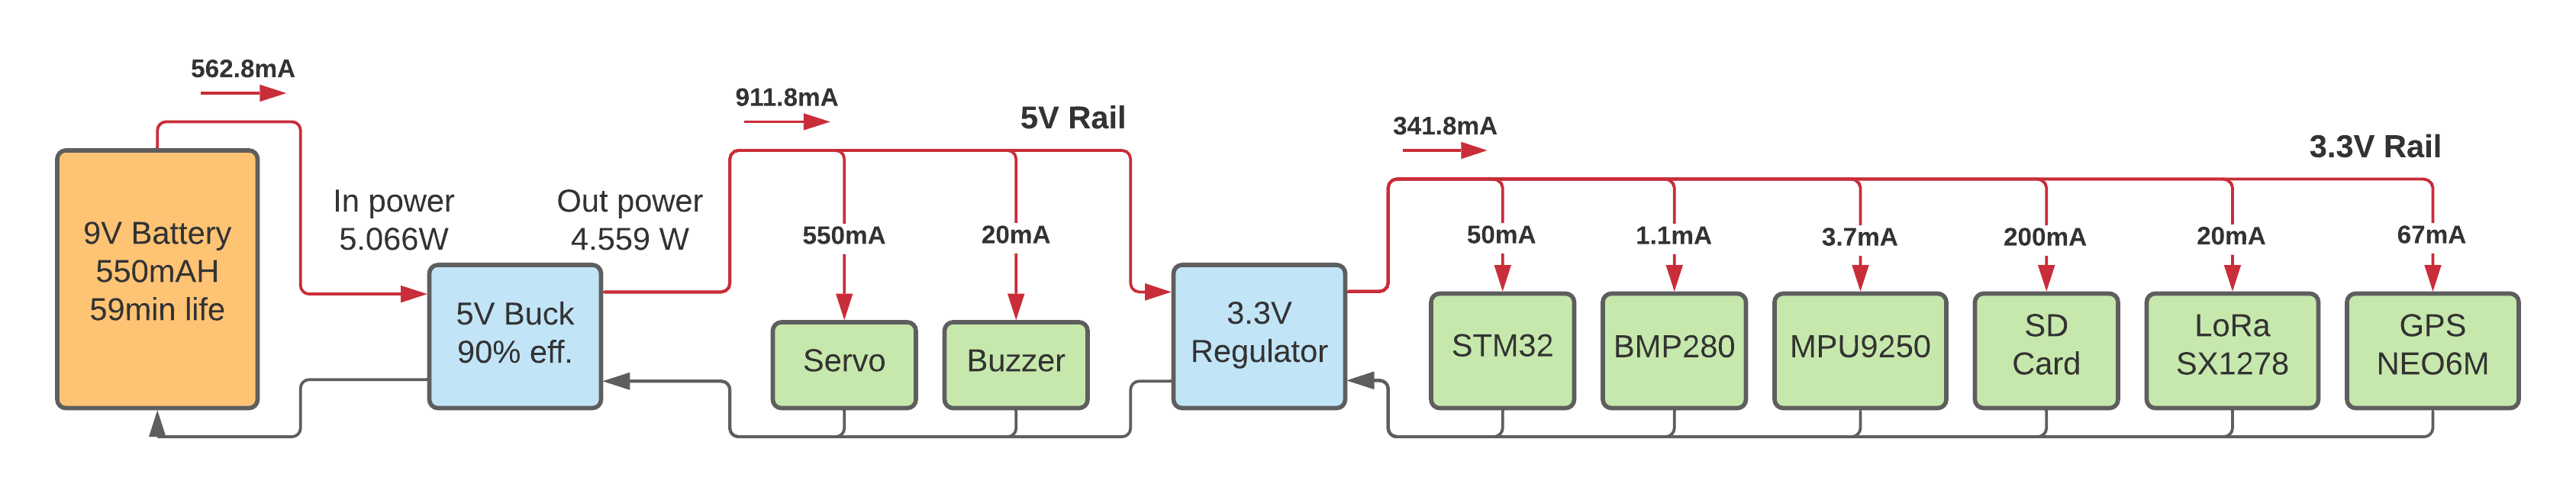 562.8mA
911.8mA
5V Rail
341.8mA
3.3V Rail
9V Battery
550mAH
59min life
In power
5.066W
Out power
4.559 W
5V Buck
90% eff.
550mA
20mA
Servo
Buzzer
3.3V
Regulator
50mA
1.1mA
3.7mA
200mA
20mA
67mA
STM32
BMP280
MPU9250
SD
Card
LoRa
SX1278
GPS
NEO6M